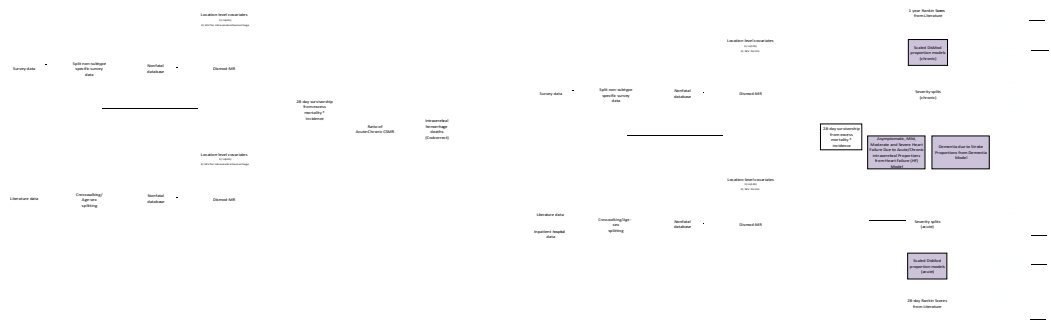 Location level covariates
Survey data
Split non-subtype
specific survey
data
Nonfatal
database
Dismod-MR
28-day survivorship
from excess
mortality *
incidence
Ratio of
Acute:Chronic CSMR
Intracerebral
hemorrhage
deaths
(Codcorrect)
Location level covariates
Literature data
Crosswalking/
Age-sex
splitting
Nonfatal
database
Dismod-MR
Location level covariates
Survey data
Split non-subtype
specific survey
data
Nonfatal
database
Dismod-MR
Location level covariates
Literature data
Inpatient hospital
data
Crosswalking/Age-
sex
splitting
Nonfatal
database
Dismod-MR
1 year Rankin Scores
from Literature
Scaled DisMod
proportion models
(chronic)
Severity splits
(chronic)
28-day survivorship
from excess
mortality *
incidence
Asymptomatic, Mild,
Moderate and Severe Heart
Failure Due to Acute/Chronic
Intracerebral Proportions
from Heart Failure (HF)
Model
Dementia due to Stroke
Proportions from Dementia
Model
Severity splits
(acute)
Scaled DisMod
proportion models
(acute)
28-day Rankin Scores
from Literature